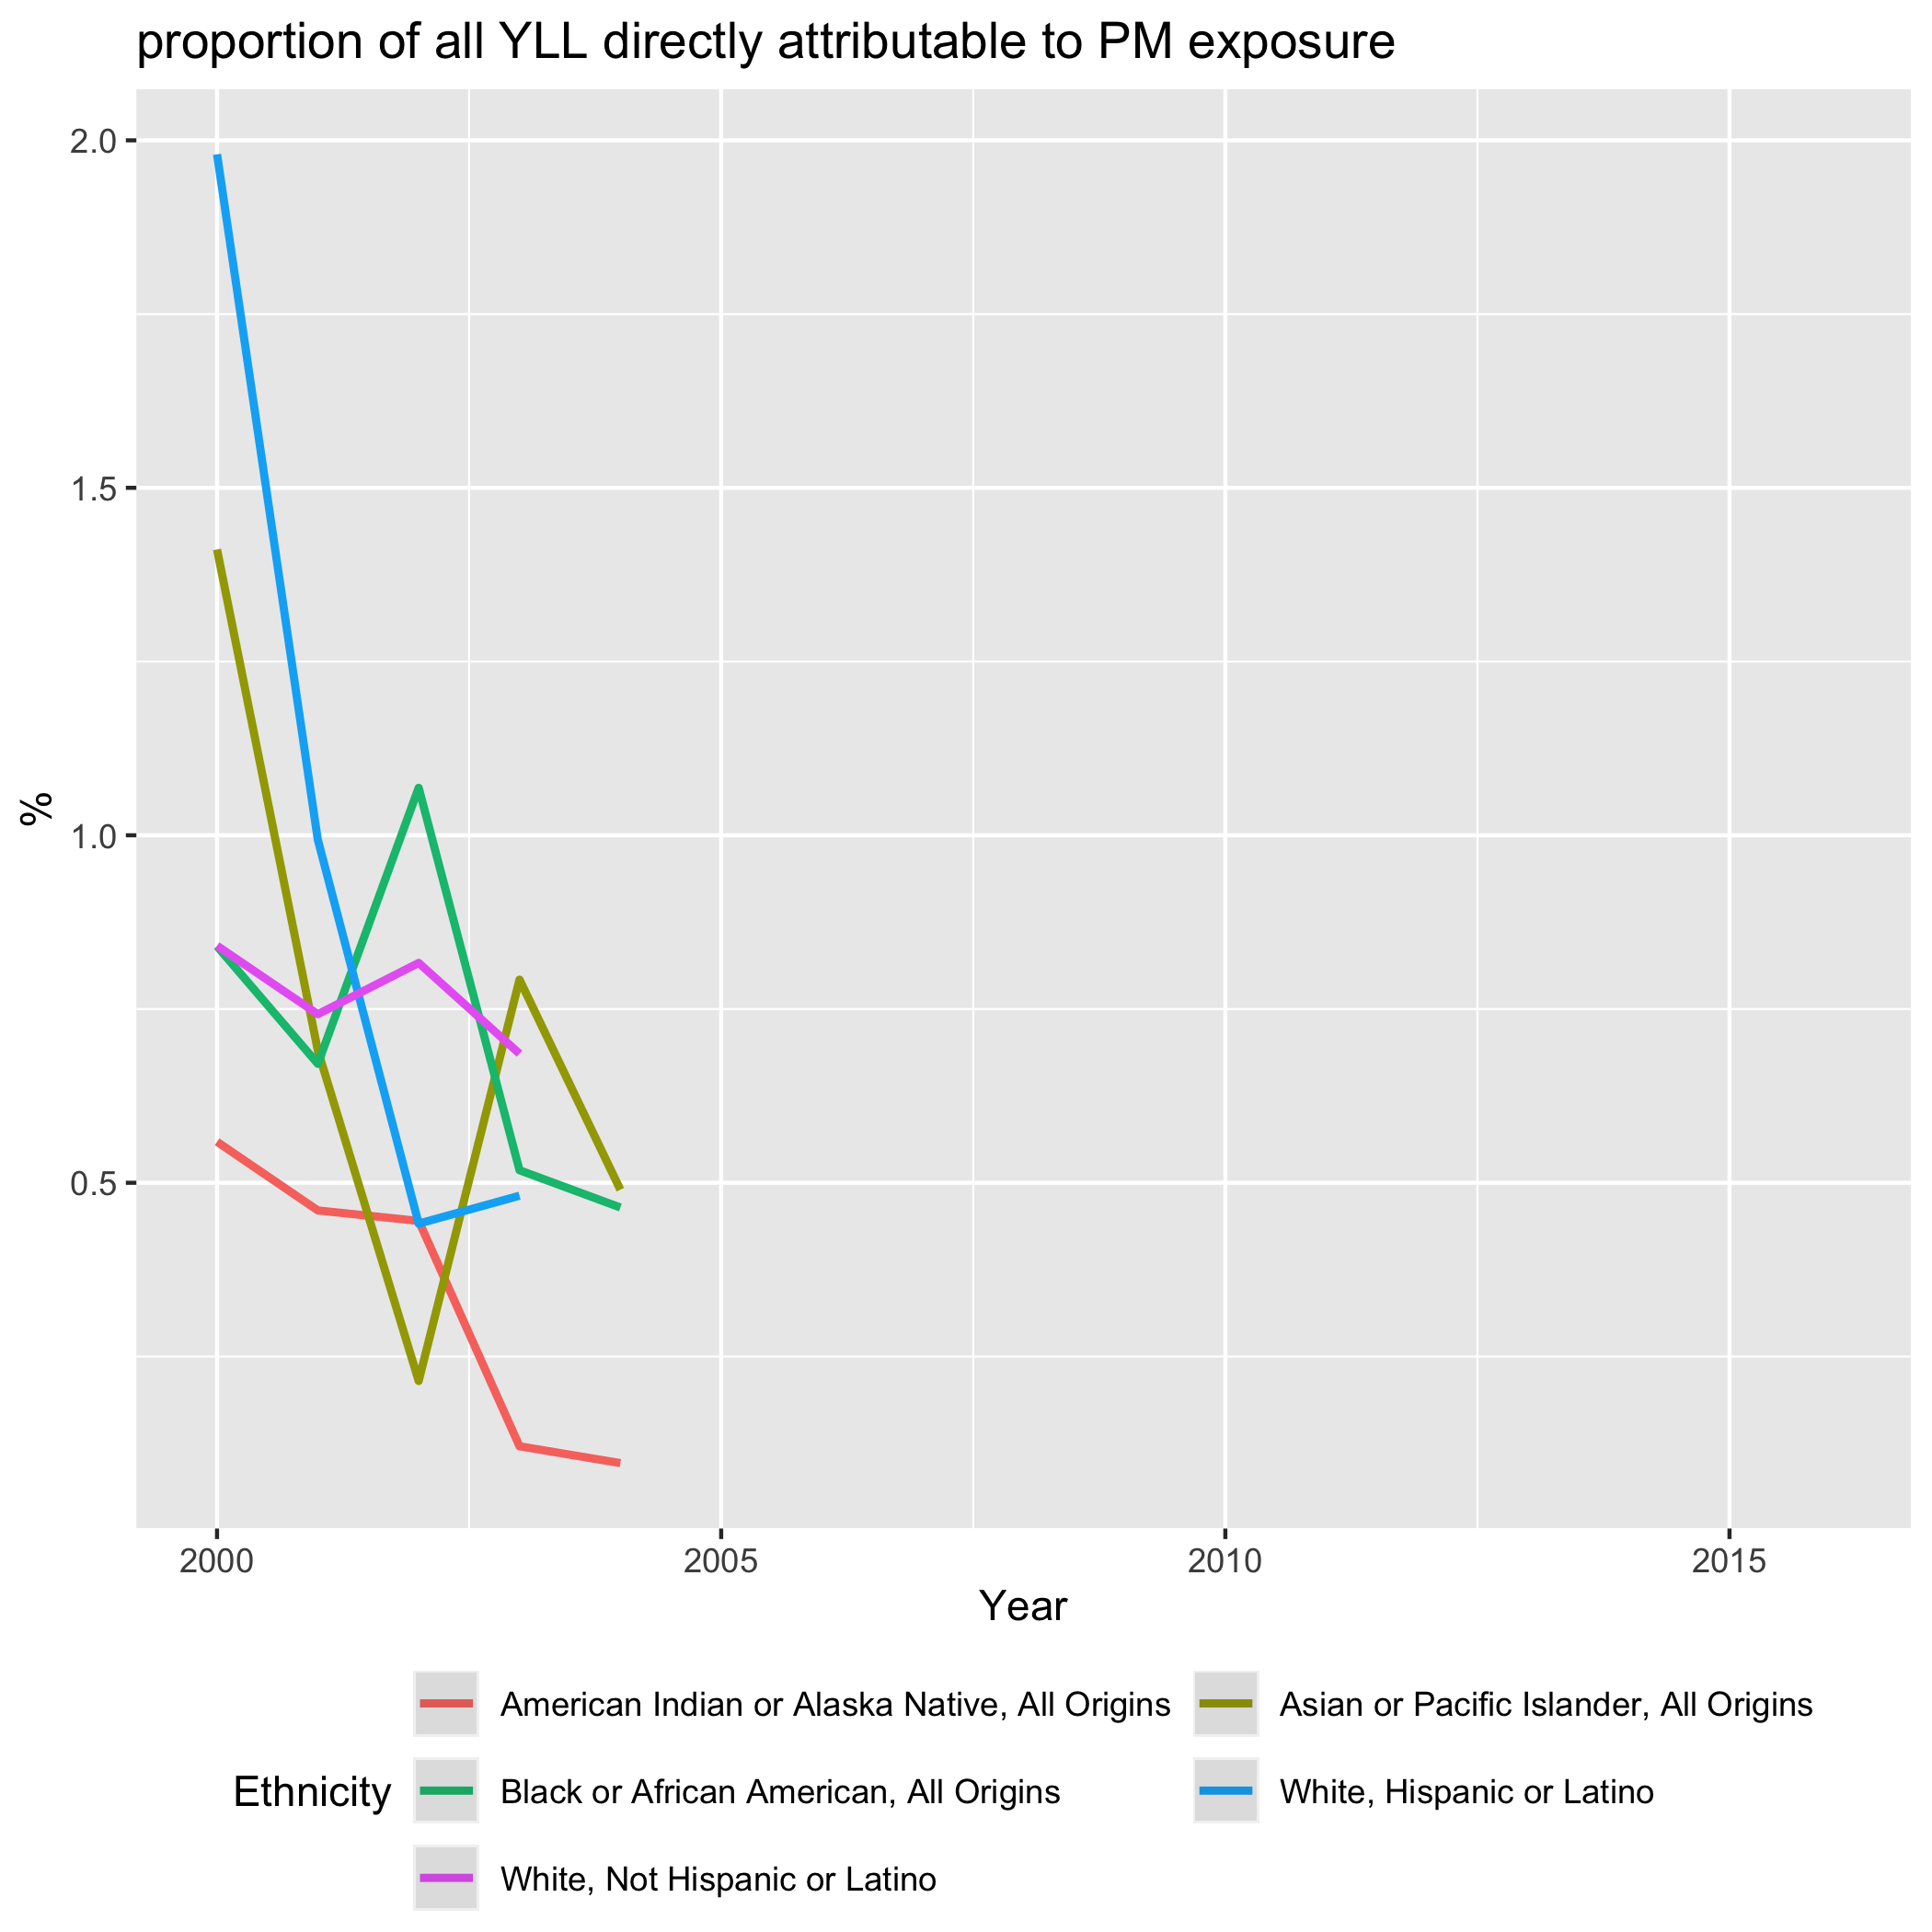 proportion of all YLL directly attributable to PM exposure
2.0
1.5
1.0
0.5
%
2000 2005 2010 2015
Year
Ethnicity
American Indian or Alaska Native, All Origins
Asian or Pacific Islander, All Origins
Black or African American, All Origins
White, Hispanic or Latino
White, Not Hispanic or Latino